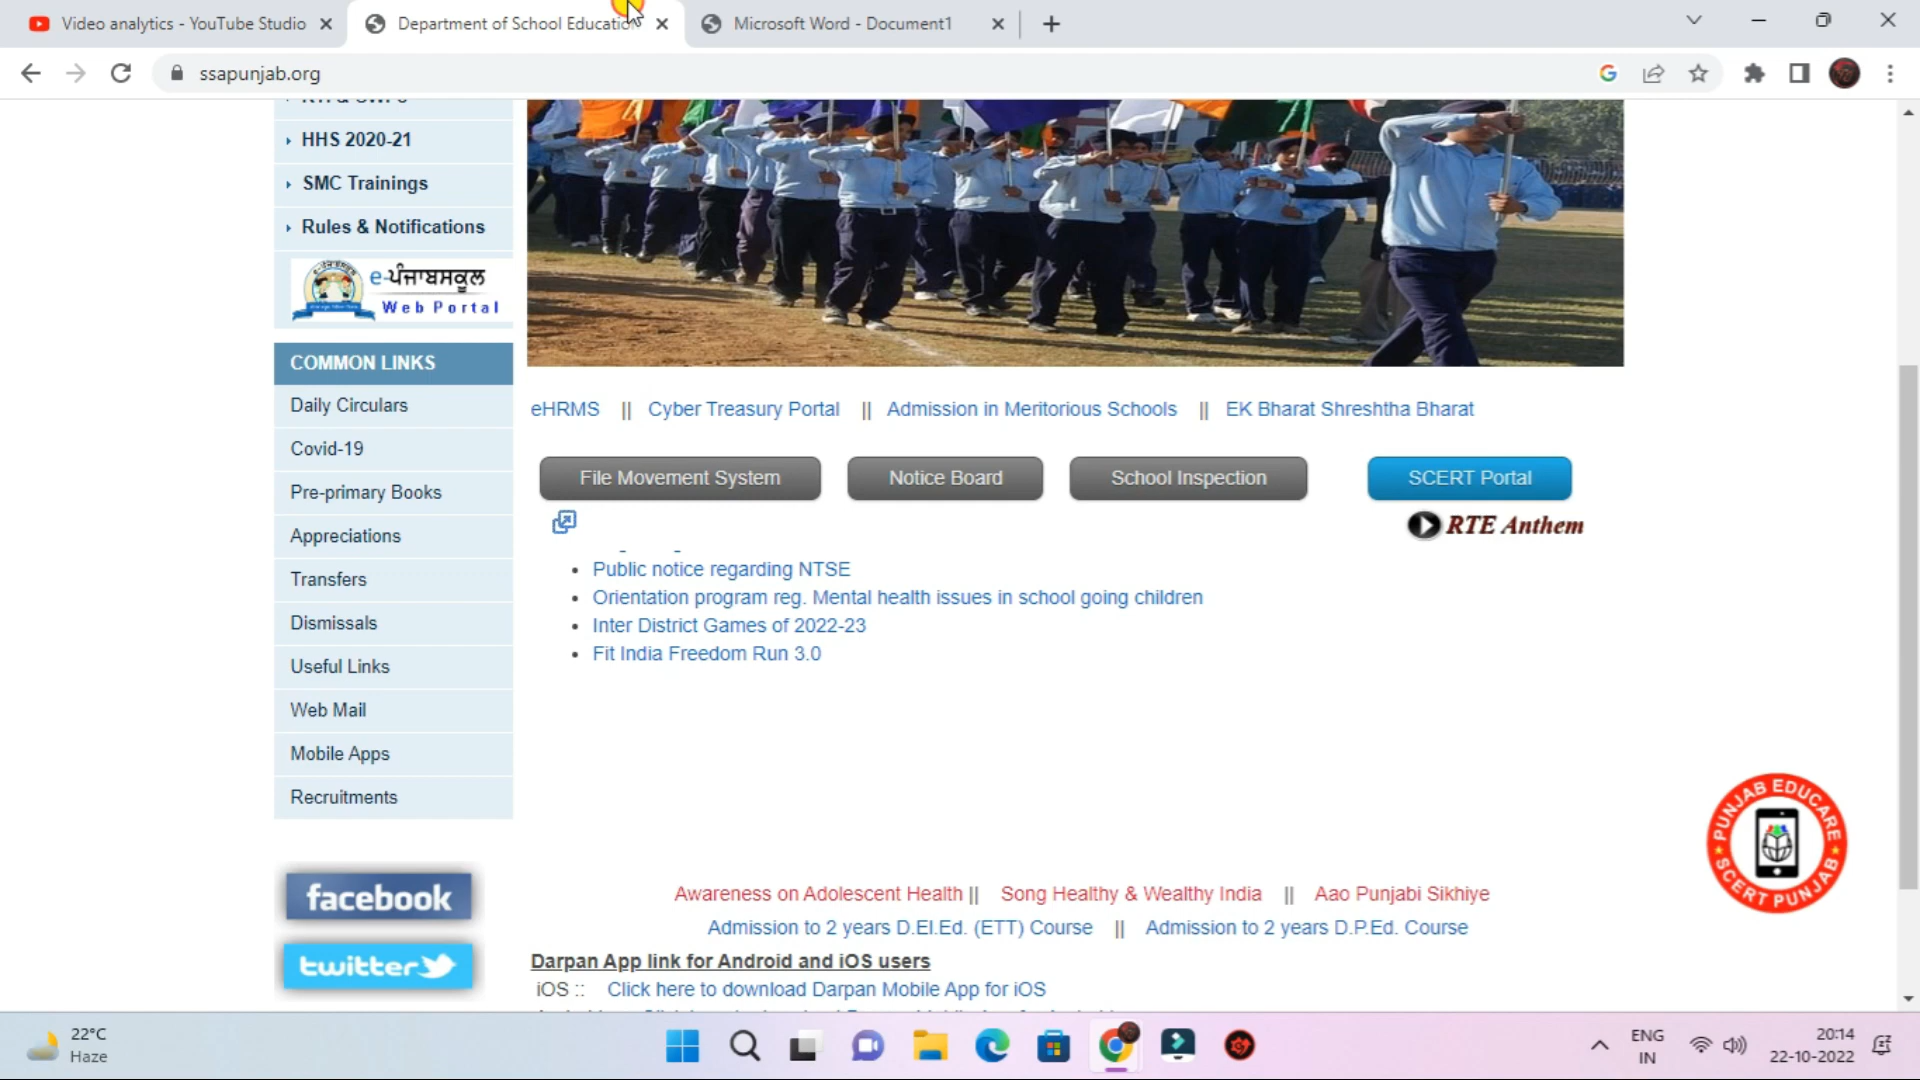 Video analytics - YouTube Studio
Department of School Educatio
Microsoft Word - Document1
ssapunjab.org
HHS 2020-21
SMC Trainings
Rules & Notifications
e-ਪੰਜਾਬਸਕੂਲ
Web Portal
COMMON LINKS
Daily Circulars
Covid-19
Pre-primary Books
Appreciations
Transfers
Dismissals
Useful Links
Web Mail
Mobile Apps
Recruitments
facebook
twitter
eHRMS || Cyber Treasury Portal || Admission in Meritorious Schools || EK Bharat Shreshtha Bharat
File Movement System Notice Board School Inspection SCERT Portal
RTE Anthem
Public notice regarding NTSE
Orientation program reg. Mental health issues in school going children
Inter District Games of 2022-23
Fit India Freedom Run 3.0
PUNJAB EDUCARE
SCERT PUNJAB
Awareness on Adolescent Health || Song Healthy & Wealthy India || Aao Punjabi Sikhiye
Admission to 2 years D.El.Ed. (ETT) Course || Admission to 2 years D.P.Ed. Course
Darpan App link for Android and iOS users
iOS :: Click here to download Darpan Mobile App for iOS
22°C
Haze
ENG
IN
20:14
22-10-2022